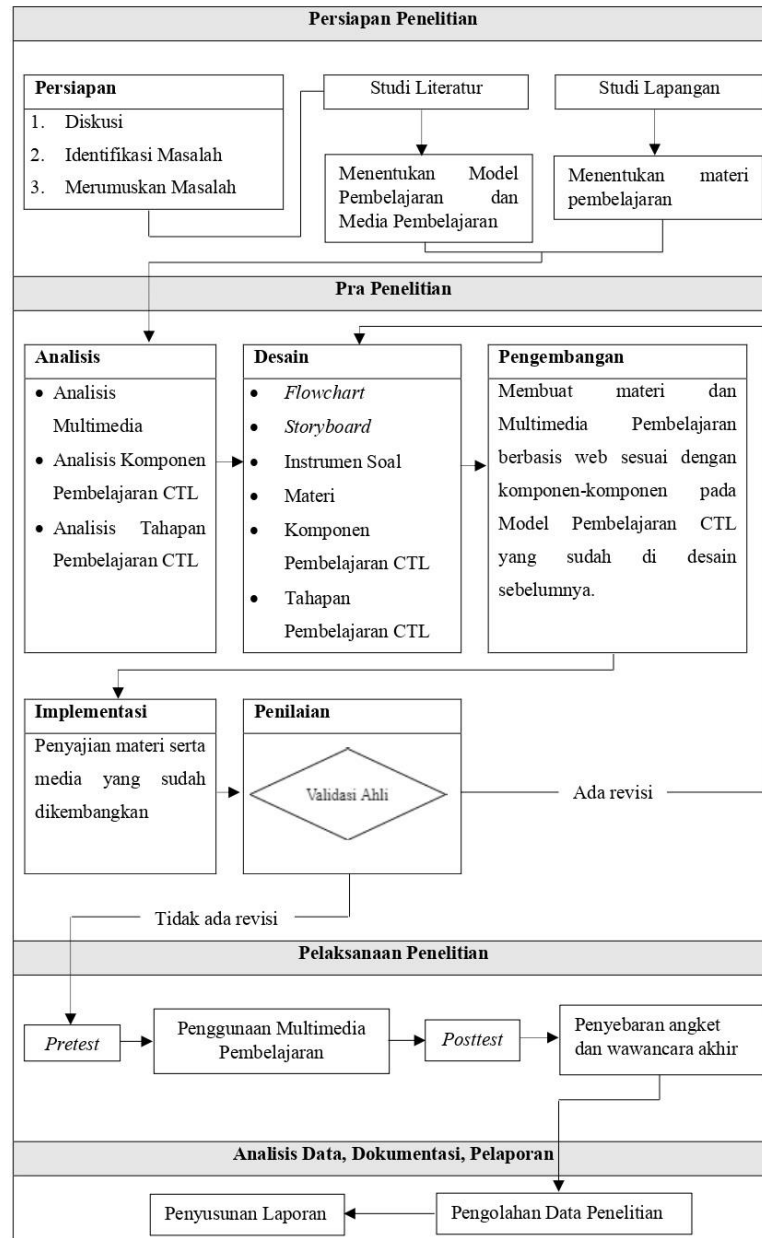 Persiapan Penelitian
Persiapan
1. Diskusi
2. Identifikasi Masalah
3. Merumuskan Masalah
Studi Literatur
Studi Lapangan
Menentukan Model
Pembelajaran dan
Media Pembelajaran
Menentukan materi
pembelajaran
Pra Penelitian
Analisis
• Analisis
Multimedia
• Analisis Komponen
Pembelajaran CTL
• Analisis Tahapan
Pembelajaran CTL
Desain
• Flowchart
• Storyboard
• Instrumen Soal
• Materi
• Komponen
Pembelajaran CTL
• Tahapan
Pembelajaran CTL
Pengembangan
Membuat materi dan
Multimedia Pembelajaran
berbasis web sesuai dengan
komponen-komponen pada
Model Pembelajaran CTL
yang sudah di desain
sebelumnya.
Implementasi
Penyajian materi serta
media yang sudah
dikembangkan
Penilaian
Validasi Ahli
Ada revisi
Tidak ada revisi
Pelaksanaan Penelitian
Pretest
Penggunaan Multimedia
Pembelajaran
Posttest
Penyebaran angket
dan wawancara akhir
Analisis Data, Dokumentasi, Pelaporan
Penyusunan Laporan
Pengolahan Data Penelitian